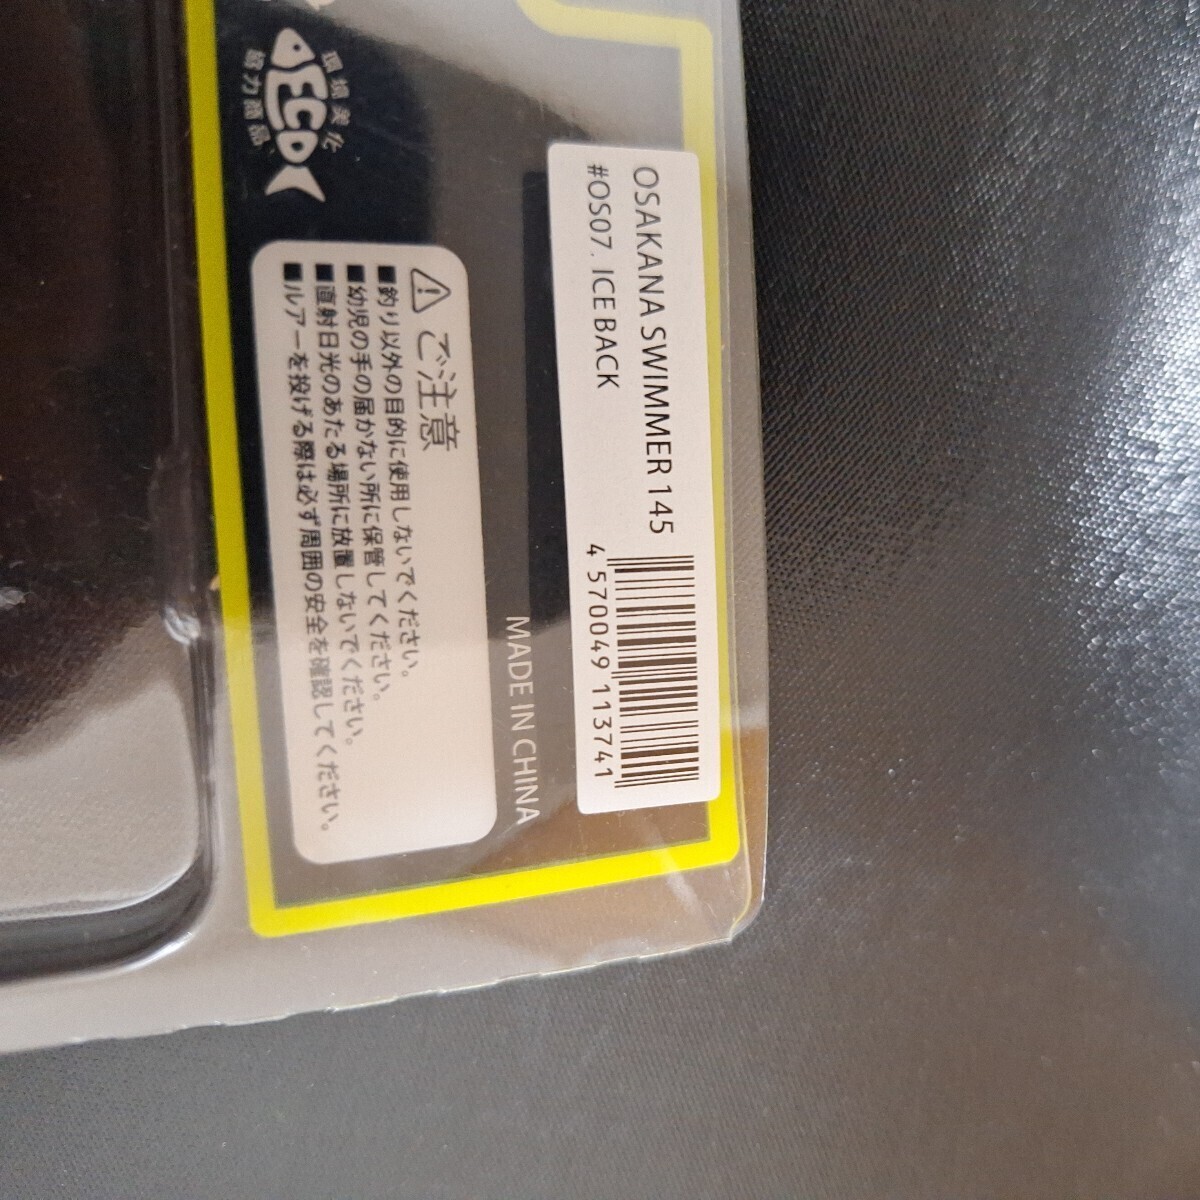 OSAKANA SWIMMER 145
#OS07. ICE BACK
4 570049 113741
MADE IN CHINA
環境美化
ECO
協力商品
ご注意
■釣り以外の目的に使用しないでください。
■幼児の手の届かない所に保管してください。
■直射日光のあたる場所に放置しないでください。
■ルアーを投げる際は必ず周囲の安全を確認してください。